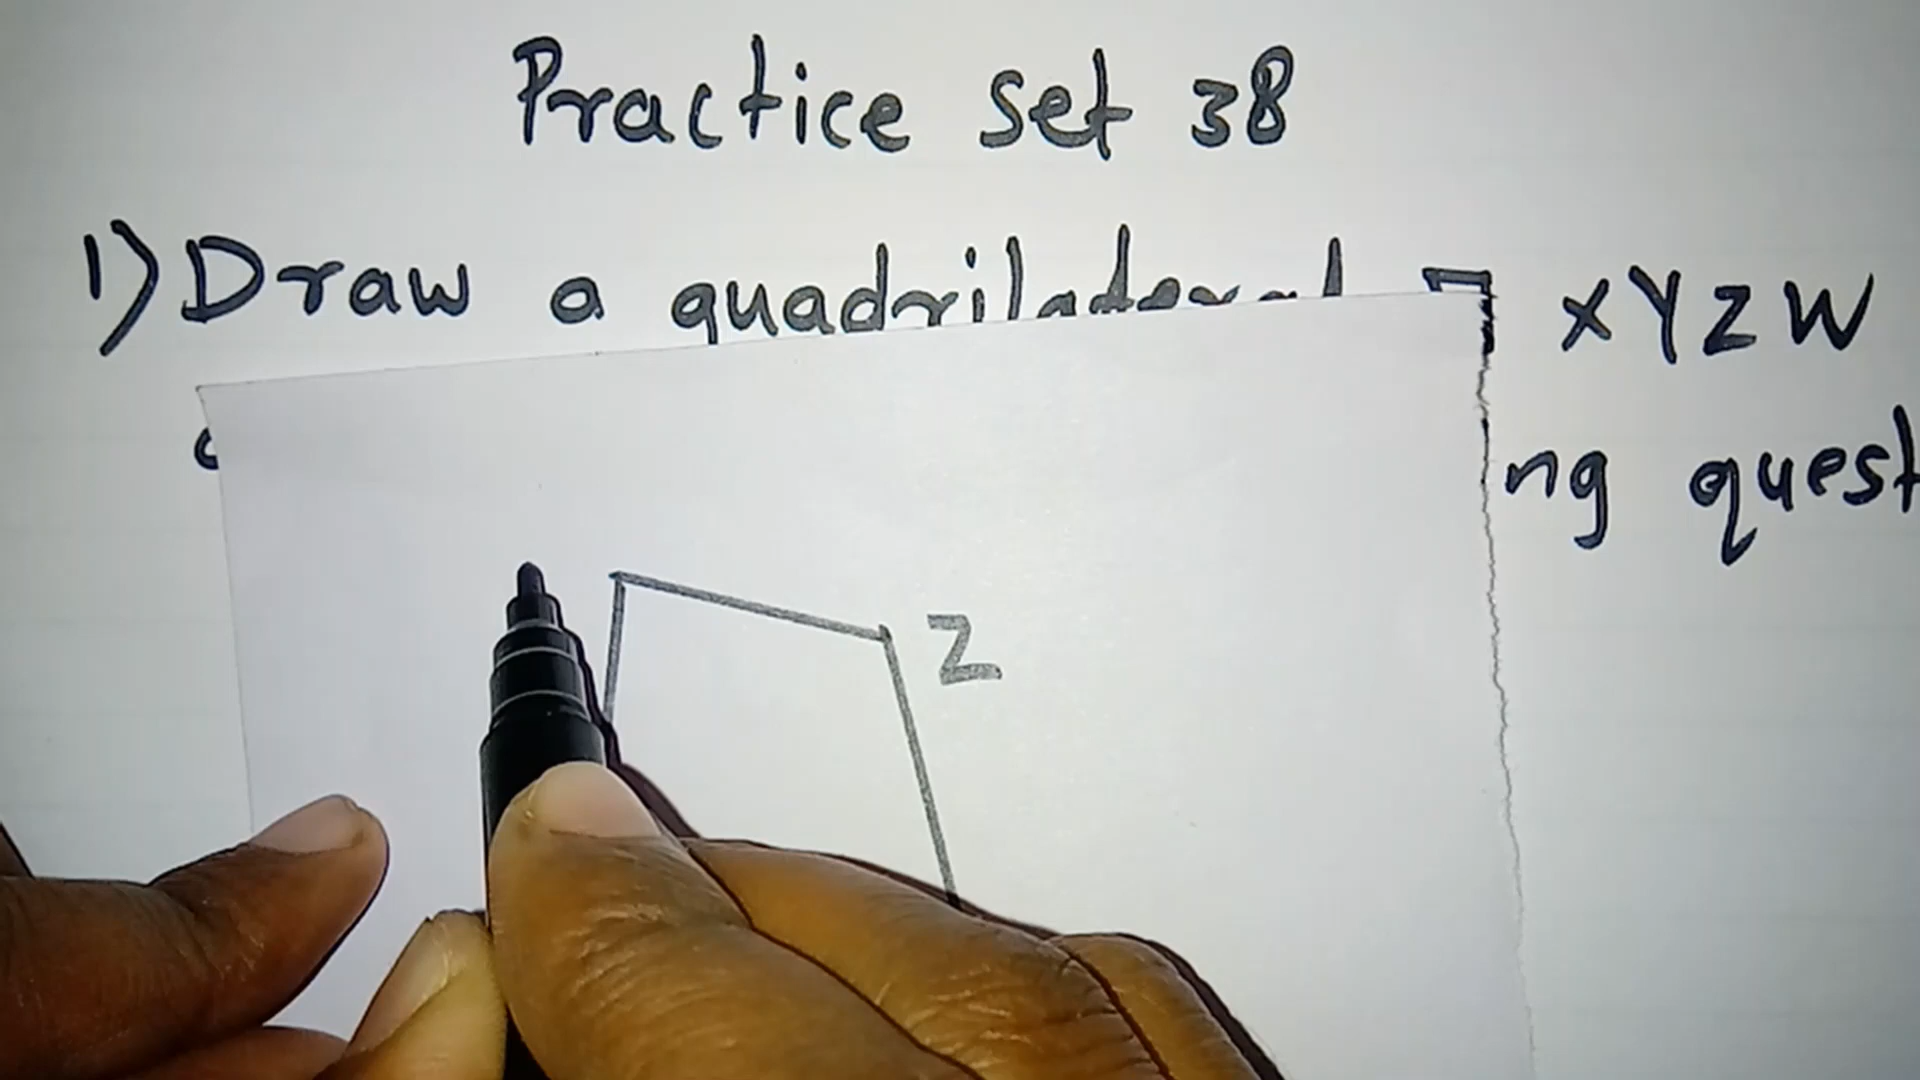 Practice set 38
1) Draw a quadrilateral □ XYZW
ng quest
Z